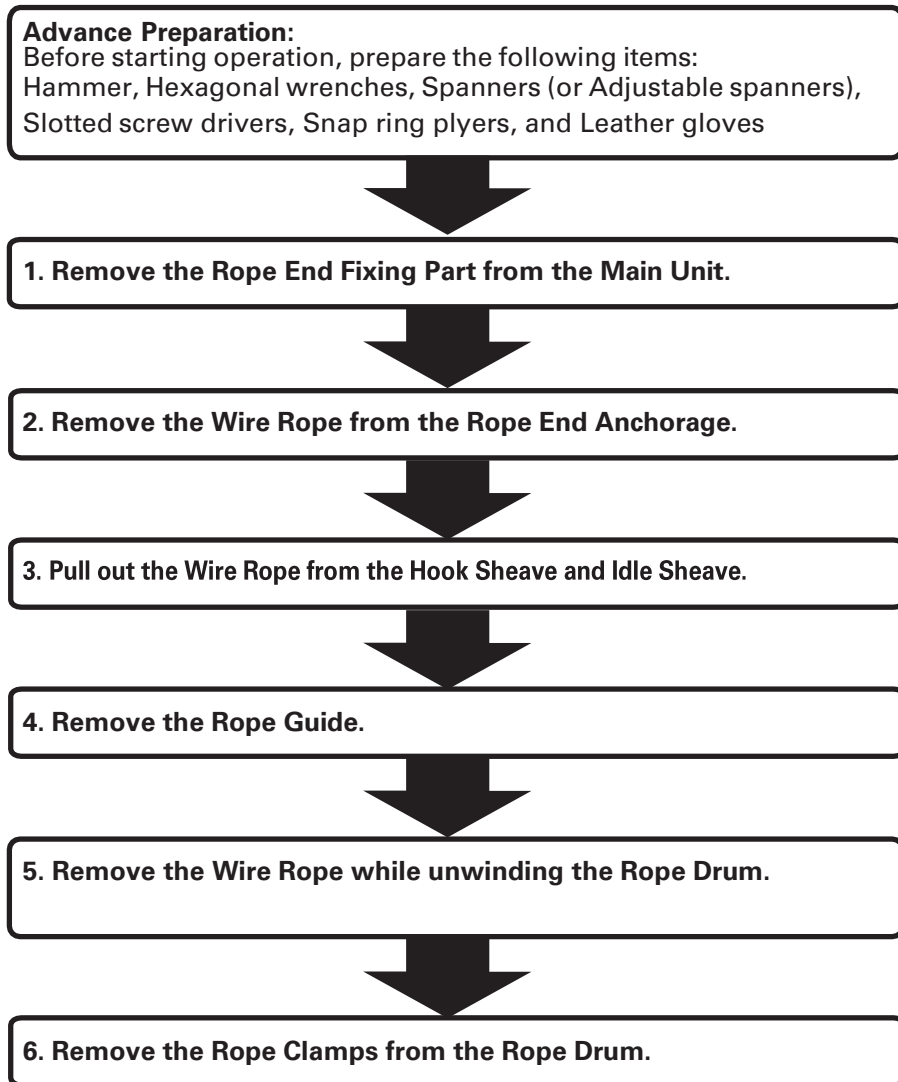 Advance Preparation:
Before starting operation, prepare the following items:
Hammer, Hexagonal wrenches, Spanners (or Adjustable spanners),
Slotted screw drivers, Snap ring plyers, and Leather gloves
1. Remove the Rope End Fixing Part from the Main Unit.
2. Remove the Wire Rope from the Rope End Anchorage.
3. Pull out the Wire Rope from the Hook Sheave and Idle Sheave.
4. Remove the Rope Guide.
5. Remove the Wire Rope while unwinding the Rope Drum.
6. Remove the Rope Clamps from the Rope Drum.